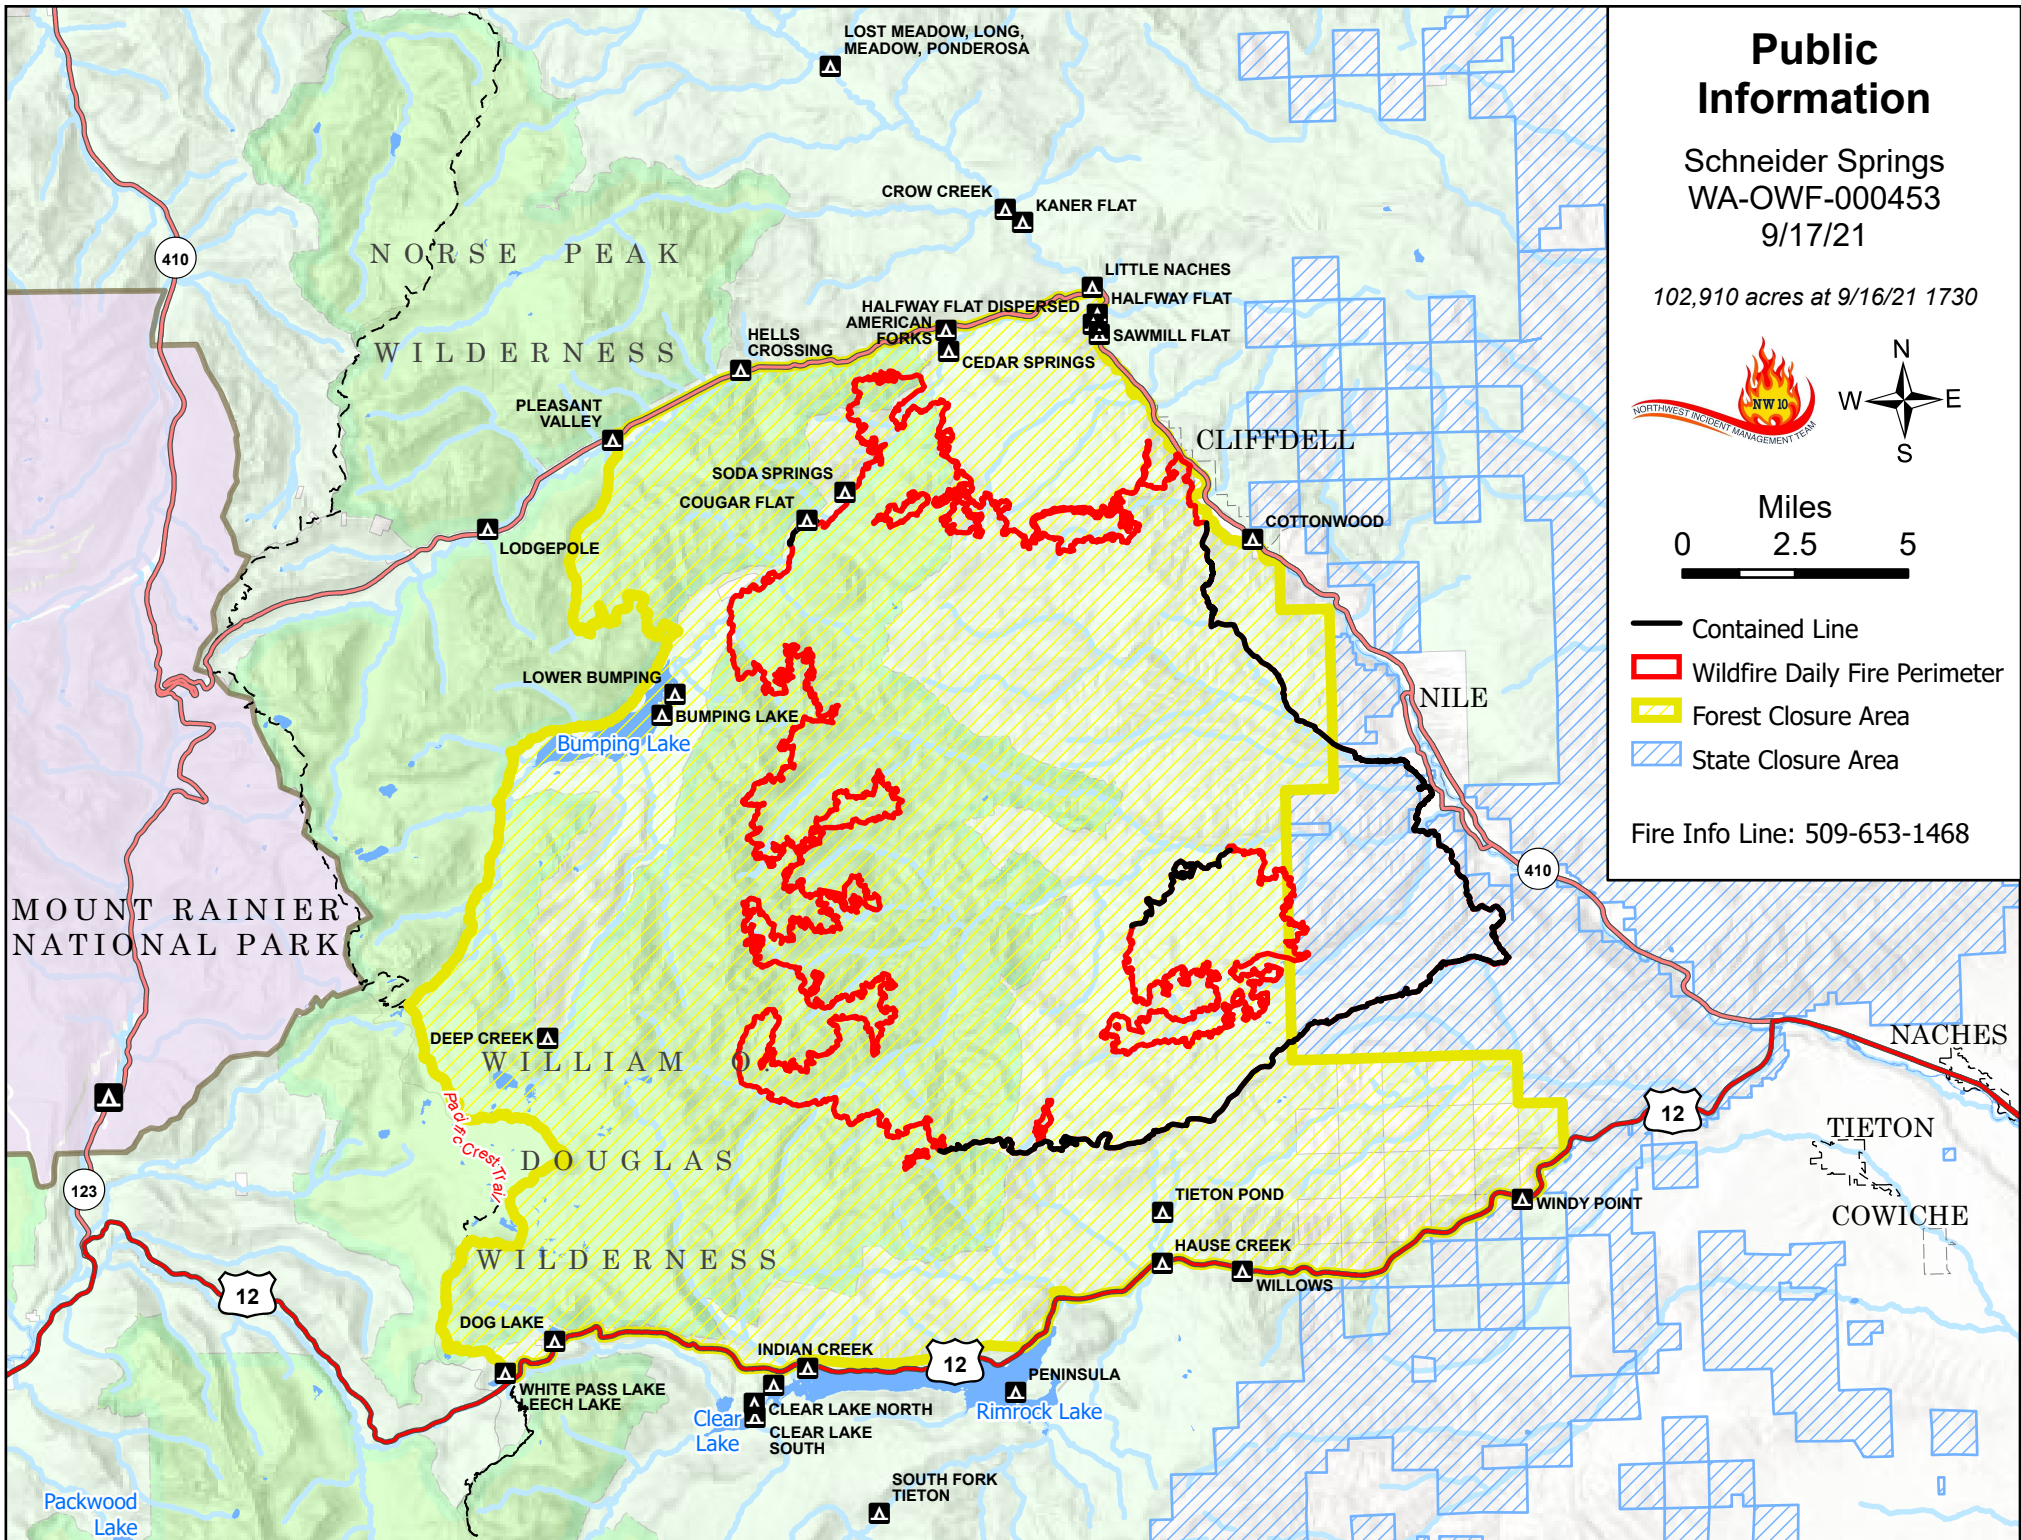 Public
Information
Schneider Springs
WA-OWF-000453
9/17/21
102,910 acres at 9/16/21 1730
NW 10
NORTHWEST INCIDENT MANAGEMENT TEAM
N
W
E
S
Miles
0 2.5 5
Contained Line
Wildfire Daily Fire Perimeter
Forest Closure Area
State Closure Area
Fire Info Line: 509-653-1468
LOST MEADOW, LONG,
MEADOW, PONDEROSA
CROW CREEK
KANER FLAT
410
NORSE PEAK
WILDERNESS
LITTLE NACHES
HALFWAY FLAT
HALFWAY FLAT DISPERSED
AMERICAN
FORKS
SAWMILL FLAT
CEDAR SPRINGS
HELLS
CROSSING
PLEASANT
VALLEY
CLIFFDELL
SODA SPRINGS
COUGAR FLAT
COTTONWOOD
LODGEPOLE
LOWER BUMPING
BUMPING LAKE
Bumping Lake
NILE
410
MOUNT RAINIER
NATIONAL PARK
DEEP CREEK
WILLIAM O.
DOUGLAS
WILDERNESS
Pacific Crest Trail
NACHES
12
TIETON
COWICHE
123
TIETON POND
WINDY POINT
HAUSE CREEK
WILLOWS
12
DOG LAKE
INDIAN CREEK
12
PENINSULA
WHITE PASS LAKE
LEECH LAKE
CLEAR LAKE NORTH
CLEAR LAKE
SOUTH
Clear
Lake
Rimrock Lake
SOUTH FORK
TIETON
Packwood
Lake